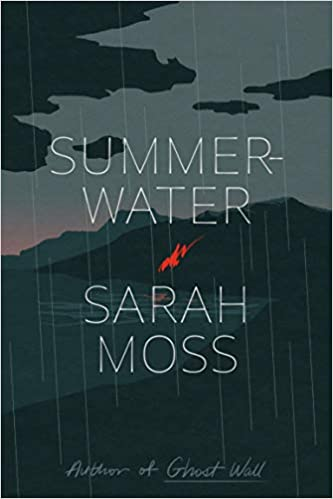 SUMMER-
WATER
SARAH
MOSS
Author of Ghost Wall